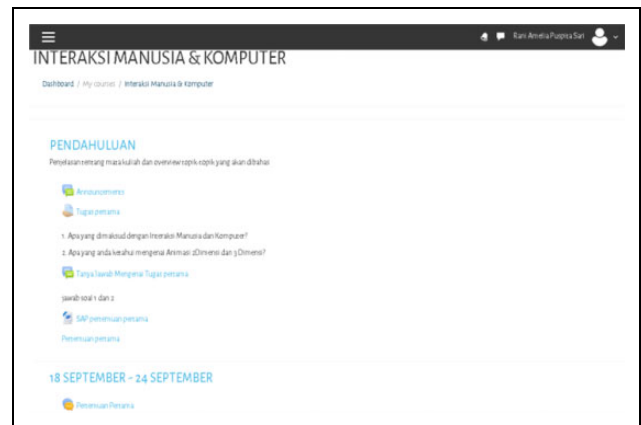 Rani Amelia Puspita Sari
INTERAKSI MANUSIA & KOMPUTER
Dashboard / My courses / Interaksi Manusia & Komputer
PENDAHULUAN
Penjelasan tentang mata kuliah dan overview topik-topik yang akan dibahas
Announcements
Tugas pertama
1. Apa yang dimaksud dengan Interaksi Manusia dan Komputer?
2. Apa yang anda ketahui mengenai Animasi 2Dimensi dan 3 Dimensi?
Tanya Jawab Mengenai Tugas pertama
jawab soal 1 dan 2
SAP pertemuan pertama
Pertemuan pertama
18 SEPTEMBER - 24 SEPTEMBER
Pertemuan Pertama